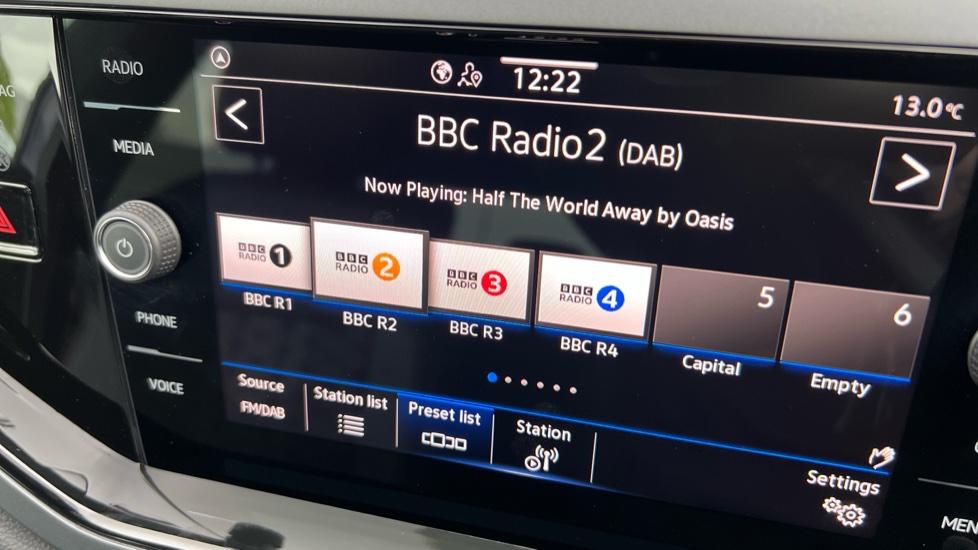 RADIO
12:22
13.0°C
AG
MEDIA
BBC Radio2 (DAB)
Now Playing: Half The World Away by Oasis
BBC RADIO 1
BBC RADIO 2
BBC RADIO 3
BBC RADIO 4
5
6
BBC R1
BBC R2
BBC R3
BBC R4
Capital
Empty
PHONE
VOICE
Source
FM/DAB
Station list
Preset list
Station
Settings
MEN